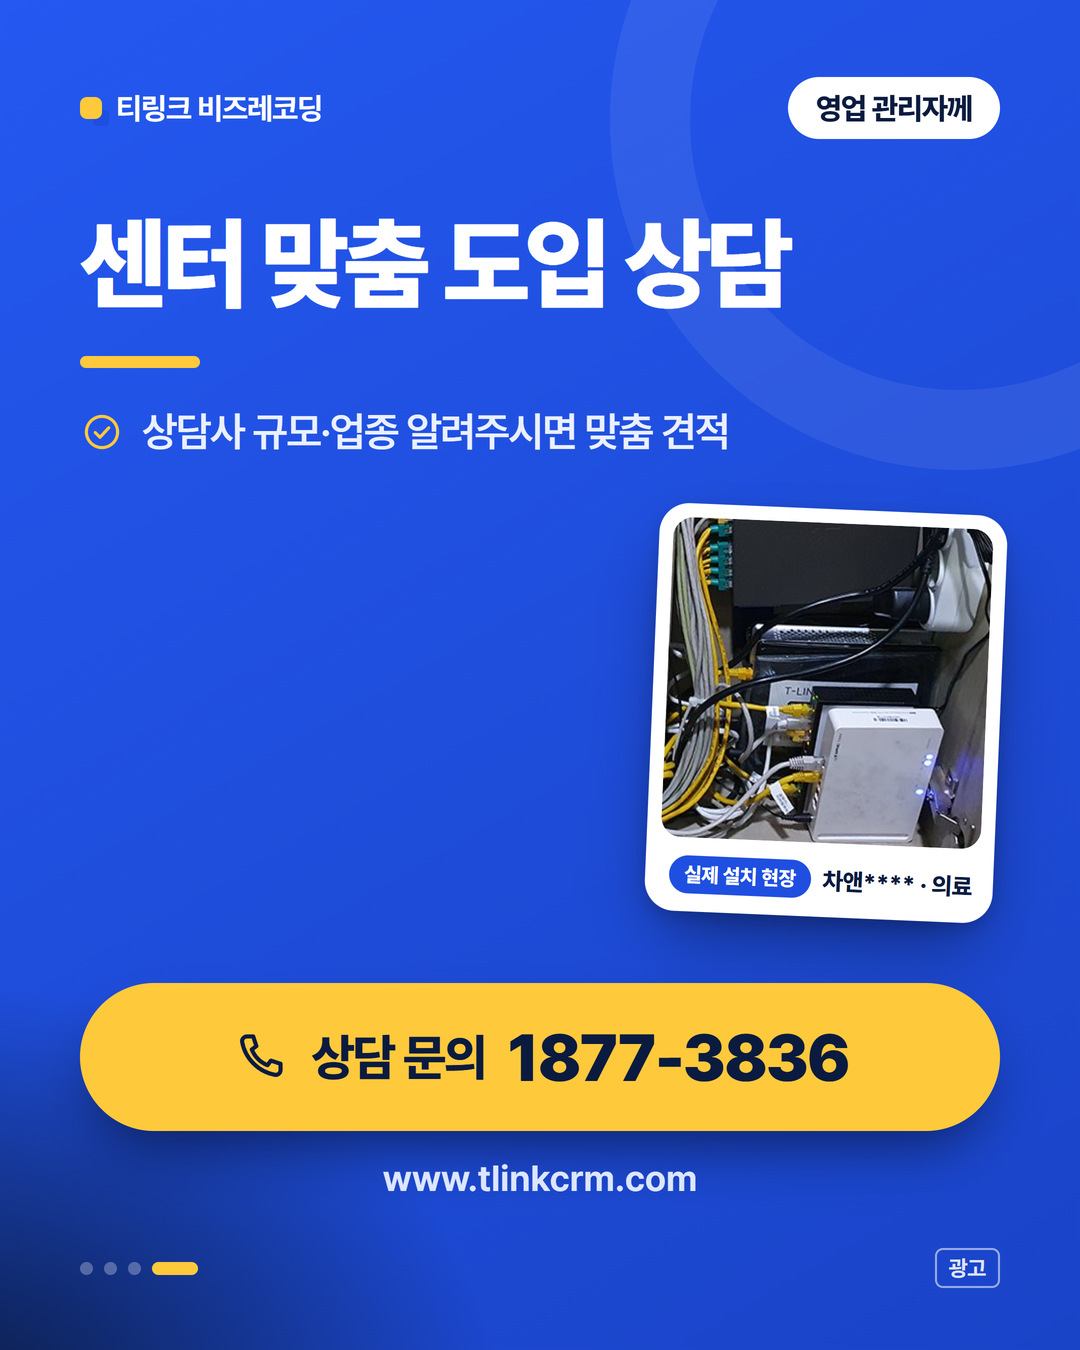 티링크 비즈레코딩
영업 관리자께
센터 맞춤 도입 상담
상담사 규모·업종 알려주시면 맞춤 견적
T-LIN
실제 설치 현장 차앤**** · 의료
상담 문의 1877-3836
www.tlinkcrm.com
광고